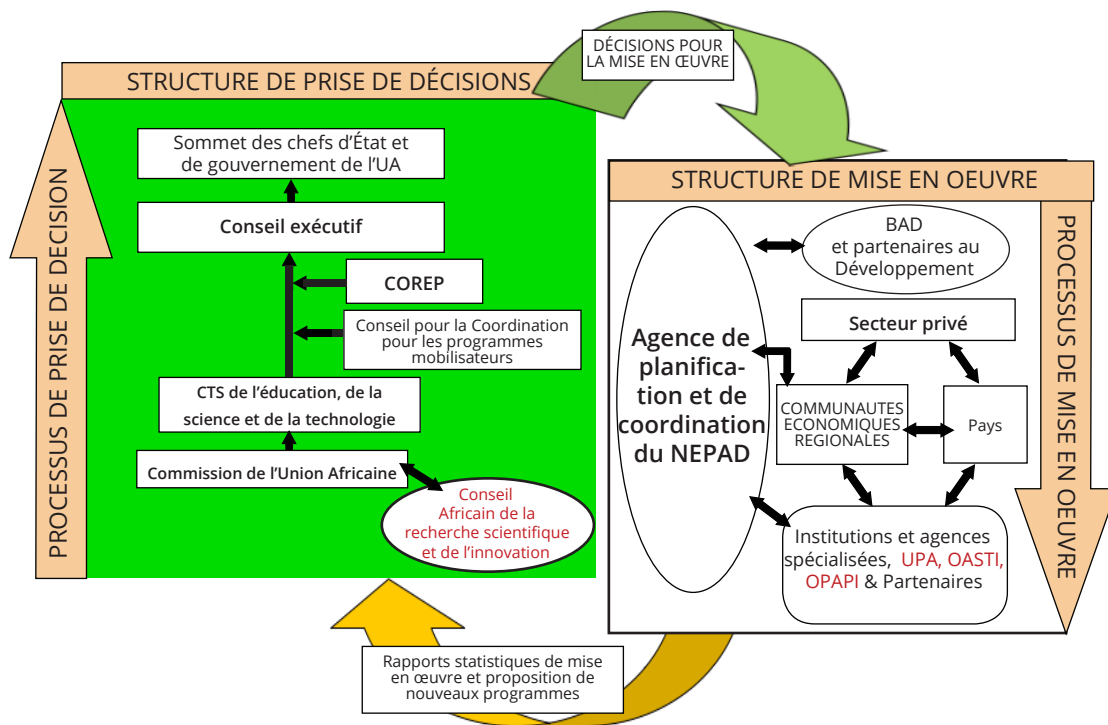 DÉCISIONS POUR
LA MISE EN ŒUVRE
STRUCTURE DE PRISE DE DÉCISIONS
PROCESSUS DE PRISE DE DECISION
Sommet des chefs d'État et
de gouvernement de l'UA
Conseil exécutif
COREP
Conseil pour la Coordination
pour les programmes
mobilisateurs
CTS de l'éducation, de la
science et de la technologie
Commission de l'Union Africaine
Conseil
Africain de la
recherche scientifique
et de l'innovation
STRUCTURE DE MISE EN OEUVRE
PROCESSUS DE MISE EN OEUVRE
BAD
et partenaires au
Développement
Secteur privé
Agence de
planifica-
tion et de
coordination
du NEPAD
COMMUNAUTES
ECONOMIQUES
REGIONALES
Pays
Institutions et agences
spécialisées, UPA, OASTI,
OPAPI & Partenaires
Rapports statistiques de mise
en œuvre et proposition de
nouveaux programmes